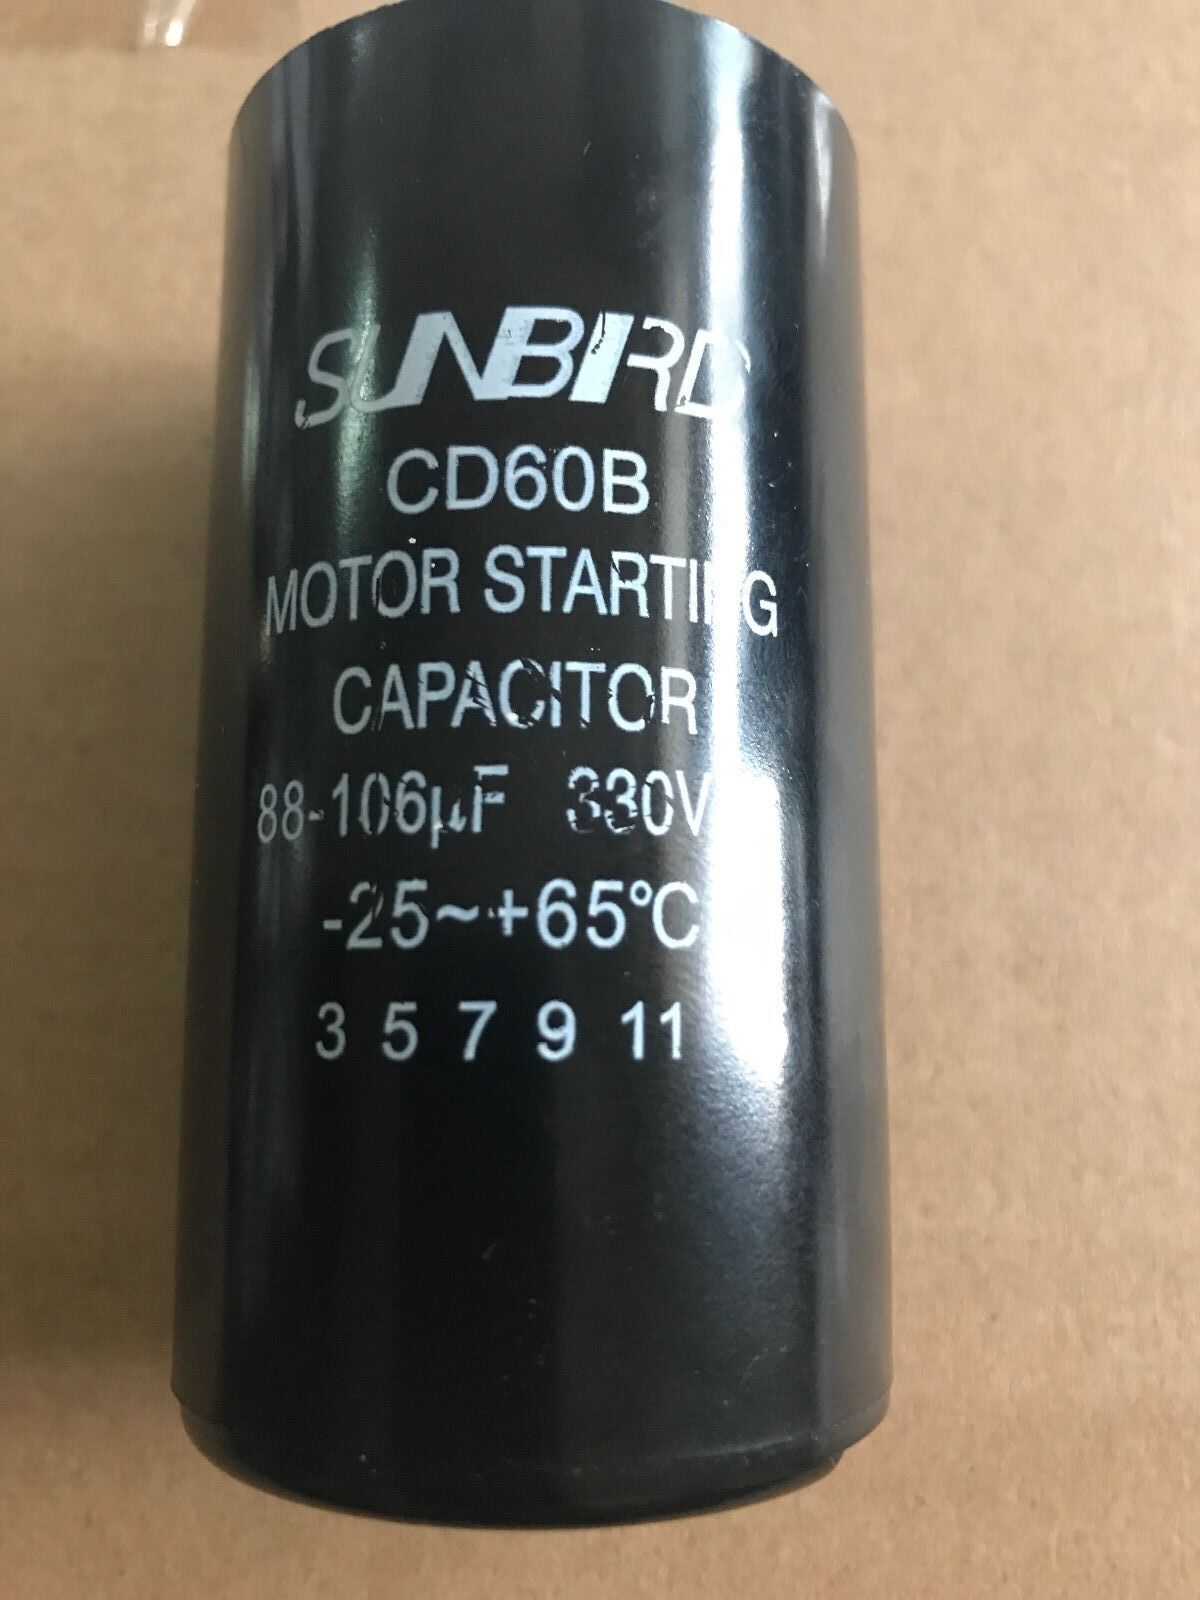 SUNBIRD
CD60B
MOTOR STARTING
CAPACITOR
88-106µF 330V
-25~+65°C
3 5 7 9 11